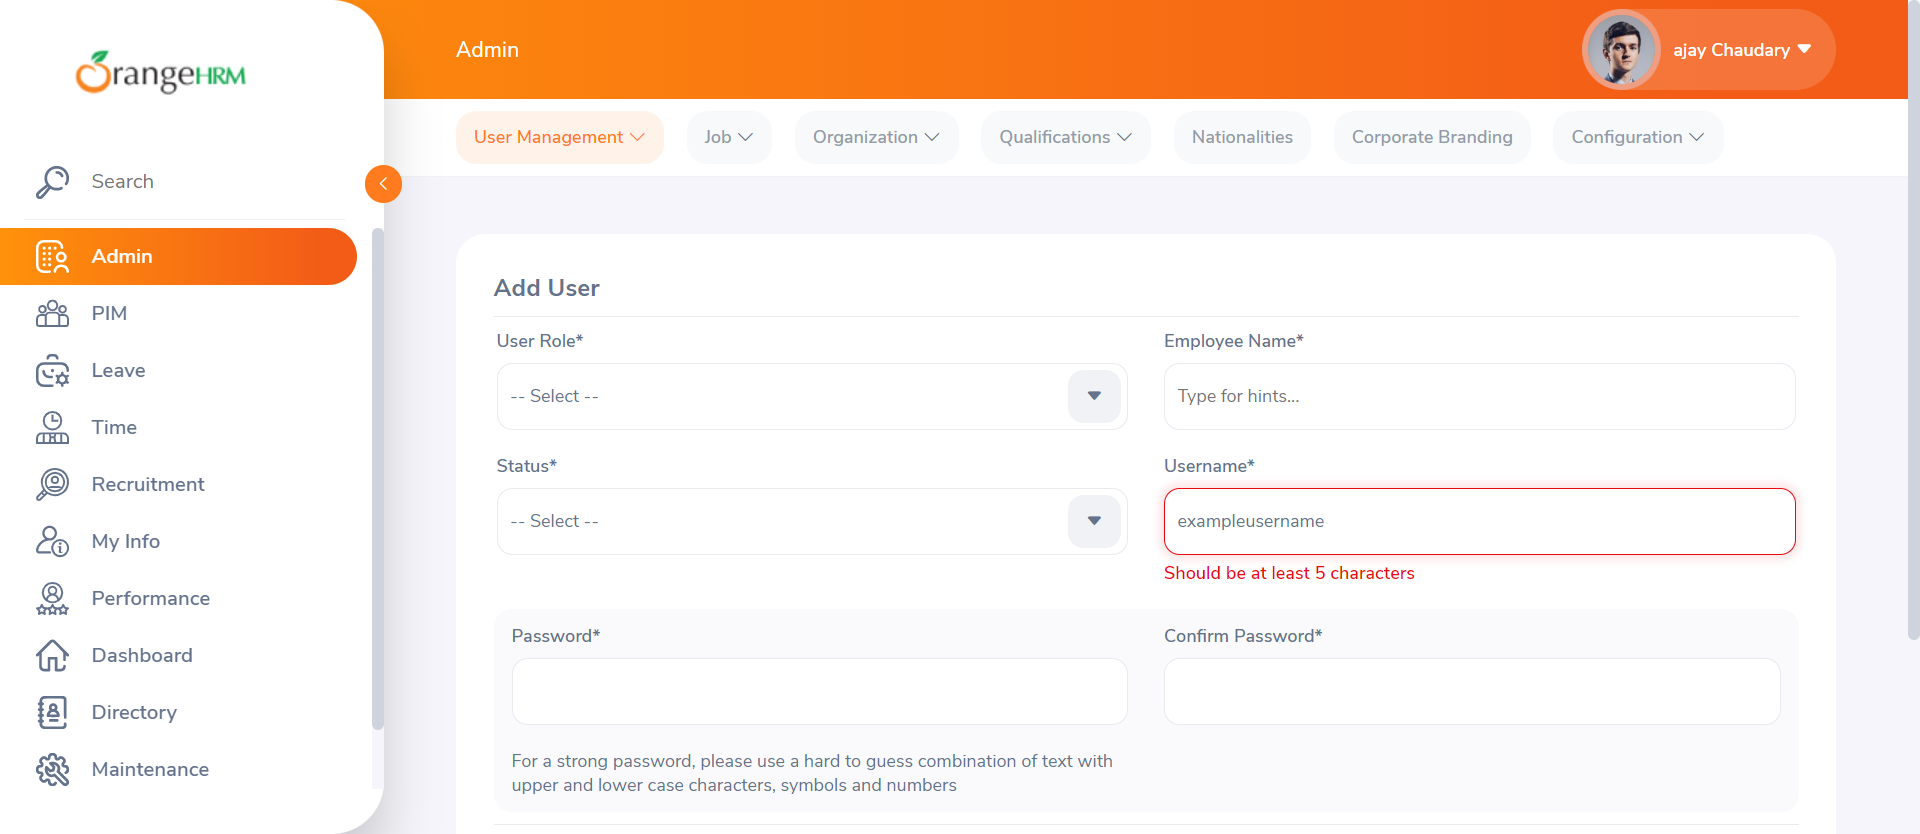 OrangeHRM
Search
Admin
PIM
Leave
Time
Recruitment
My Info
Performance
Dashboard
Directory
Maintenance
Admin
ajay Chaudary
User Management
Job
Organization
Qualifications
Nationalities
Corporate Branding
Configuration
Add User
User Role*
-- Select --
Employee Name*
Type for hints...
Status*
-- Select --
Username*
exampleusername
Should be at least 5 characters
Password*
Confirm Password*
For a strong password, please use a hard to guess combination of text with
upper and lower case characters, symbols and numbers